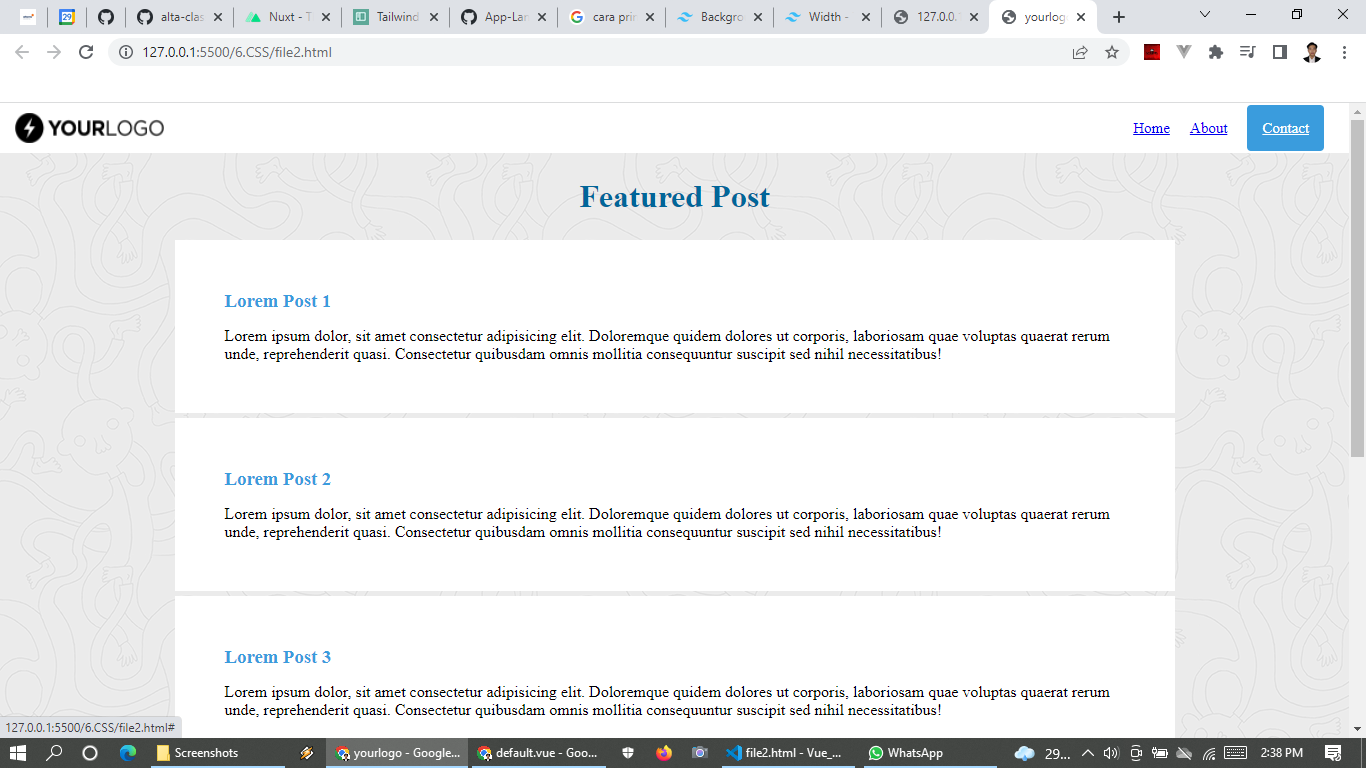 29
alta-clas
Nuxt - T
Tailwind
App-Lar
cara prin
Backgro
Width -
127.0.0.1
yourlogo
127.0.0.1:5500/6.CSS/file2.html
YOURLOGO
Home
About
Contact
Featured Post
Lorem Post 1
Lorem ipsum dolor, sit amet consectetur adipisicing elit. Doloremque quidem dolores ut corporis, laboriosam quae voluptas quaerat rerum
unde, reprehenderit quasi. Consectetur quibusdam omnis mollitia consequuntur suscipit sed nihil necessitatibus!
Lorem Post 2
Lorem ipsum dolor, sit amet consectetur adipisicing elit. Doloremque quidem dolores ut corporis, laboriosam quae voluptas quaerat rerum
unde, reprehenderit quasi. Consectetur quibusdam omnis mollitia consequuntur suscipit sed nihil necessitatibus!
Lorem Post 3
Lorem ipsum dolor, sit amet consectetur adipisicing elit. Doloremque quidem dolores ut corporis, laboriosam quae voluptas quaerat rerum
unde, reprehenderit quasi. Consectetur quibusdam omnis mollitia consequuntur suscipit sed nihil necessitatibus!
127.0.0.1:5500/6.CSS/file2.html#
Screenshots
yourlogo - Google...
default.vue - Goo...
file2.html - Vue_...
WhatsApp
29...
2:38 PM